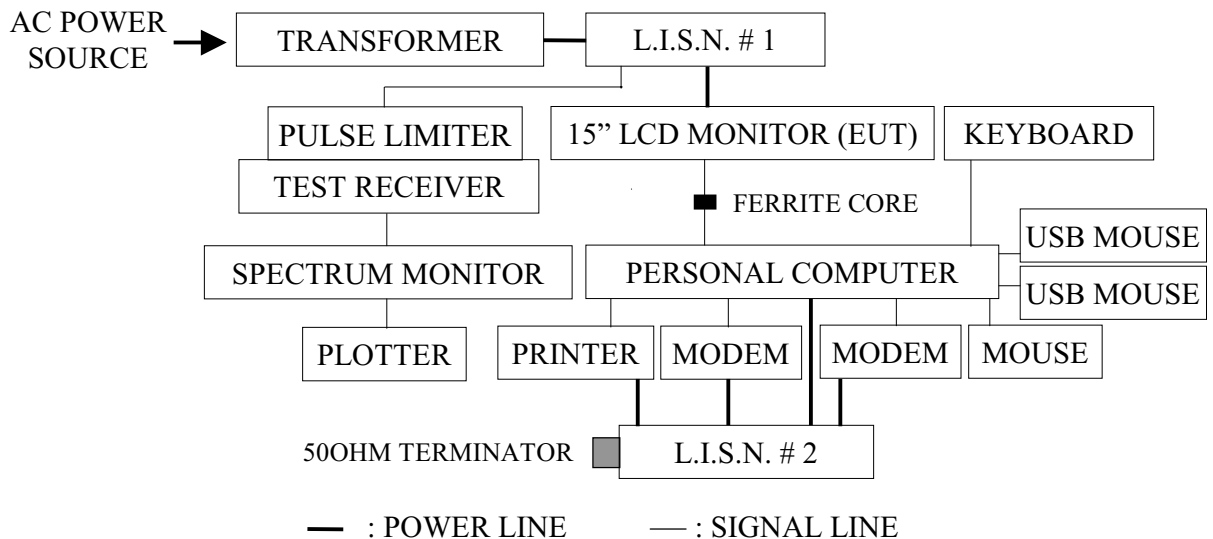 AC POWER
SOURCE
TRANSFORMER
L.I.S.N. # 1
PULSE LIMITER
15” LCD MONITOR (EUT)
KEYBOARD
TEST RECEIVER
FERRITE CORE
USB MOUSE
SPECTRUM MONITOR
PERSONAL COMPUTER
USB MOUSE
PLOTTER
PRINTER
MODEM
MODEM
MOUSE
50OHM TERMINATOR
L.I.S.N. # 2
: POWER LINE
: SIGNAL LINE